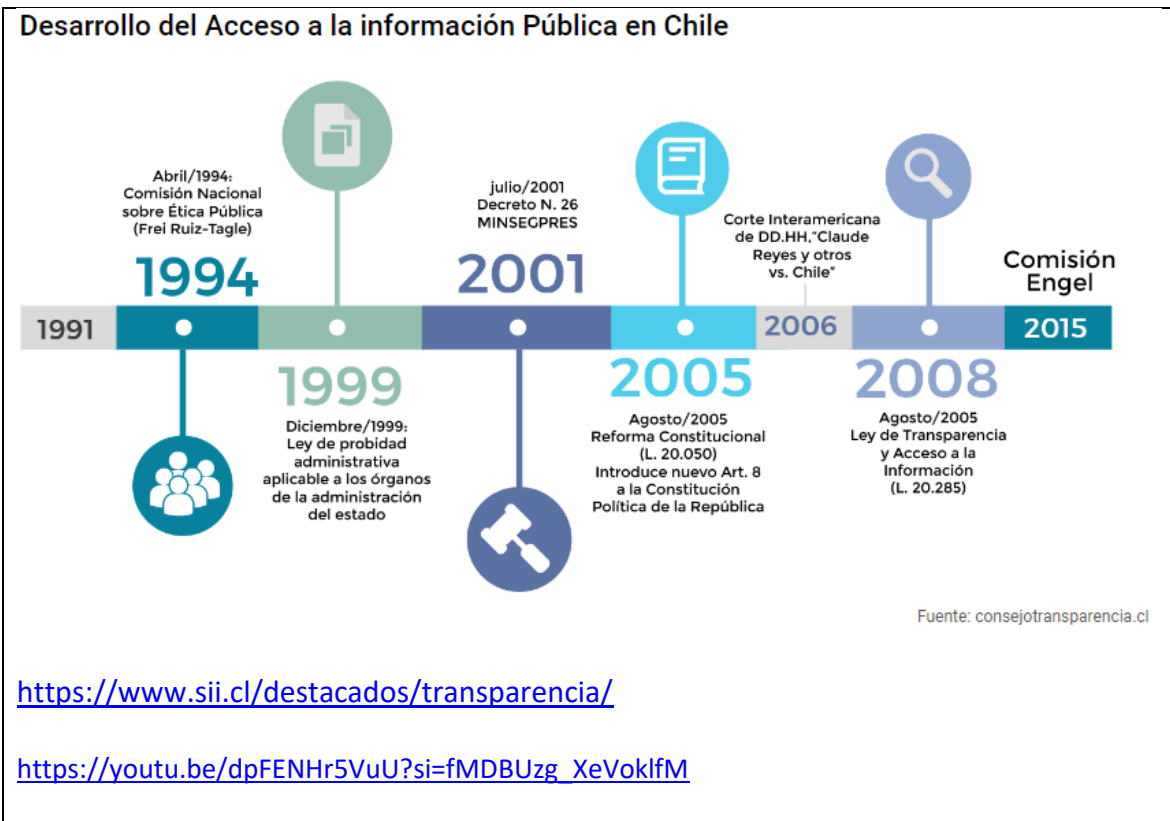 Desarrollo del Acceso a la información Pública en Chile
Abril/1994:
Comisión Nacional
sobre Ética Pública
(Frei Ruiz-Tagle)
1994
julio/2001
Decreto N. 26
MINSEGPRES
2001
Corte Interamericana
de DD.HH,"Claude
Reyes y otros
vs. Chile"
Comisión
Engel
1991
2006
2015
1999
Diciembre/1999:
Ley de probidad
administrativa
aplicable a los órganos
de la administración
del estado
2005
Agosto/2005
Reforma Constitucional
(L. 20.050)
Introduce nuevo Art. 8
a la Constitución
Política de la República
2008
Agosto/2005
Ley de Transparencia
y Acceso a la
Información
(L. 20.285)
Fuente: consejotransparencia.cl
https://www.sii.cl/destacados/transparencia/
https://youtu.be/dpFENHr5VuU?si=fMDBUzg_XeVoklfM